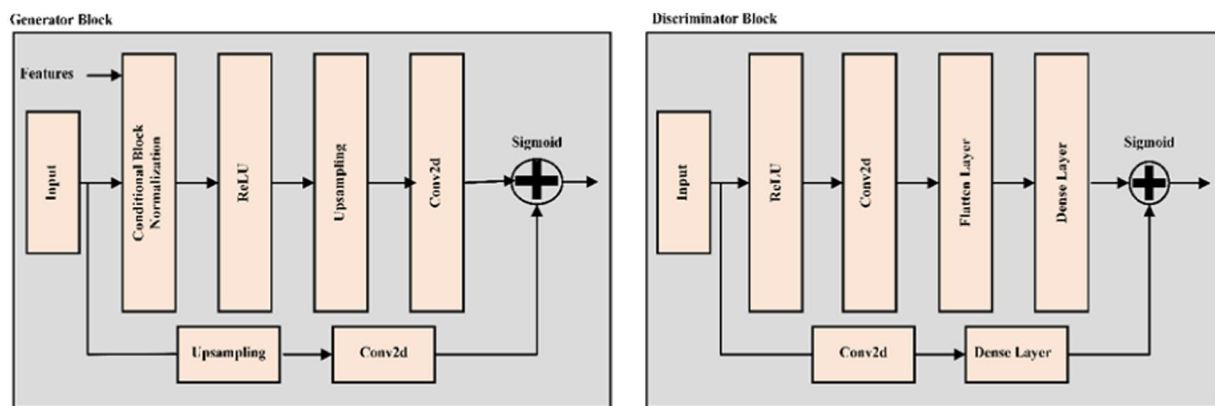 Generator Block
Features
Input
Conditional Block
Normalization
ReLU
Upsampling
Conv2d
Sigmoid
Upsampling
Conv2d
Discriminator Block
Input
ReLU
Conv2d
Flatten Layer
Dense Layer
Sigmoid
Conv2d
Dense Layer